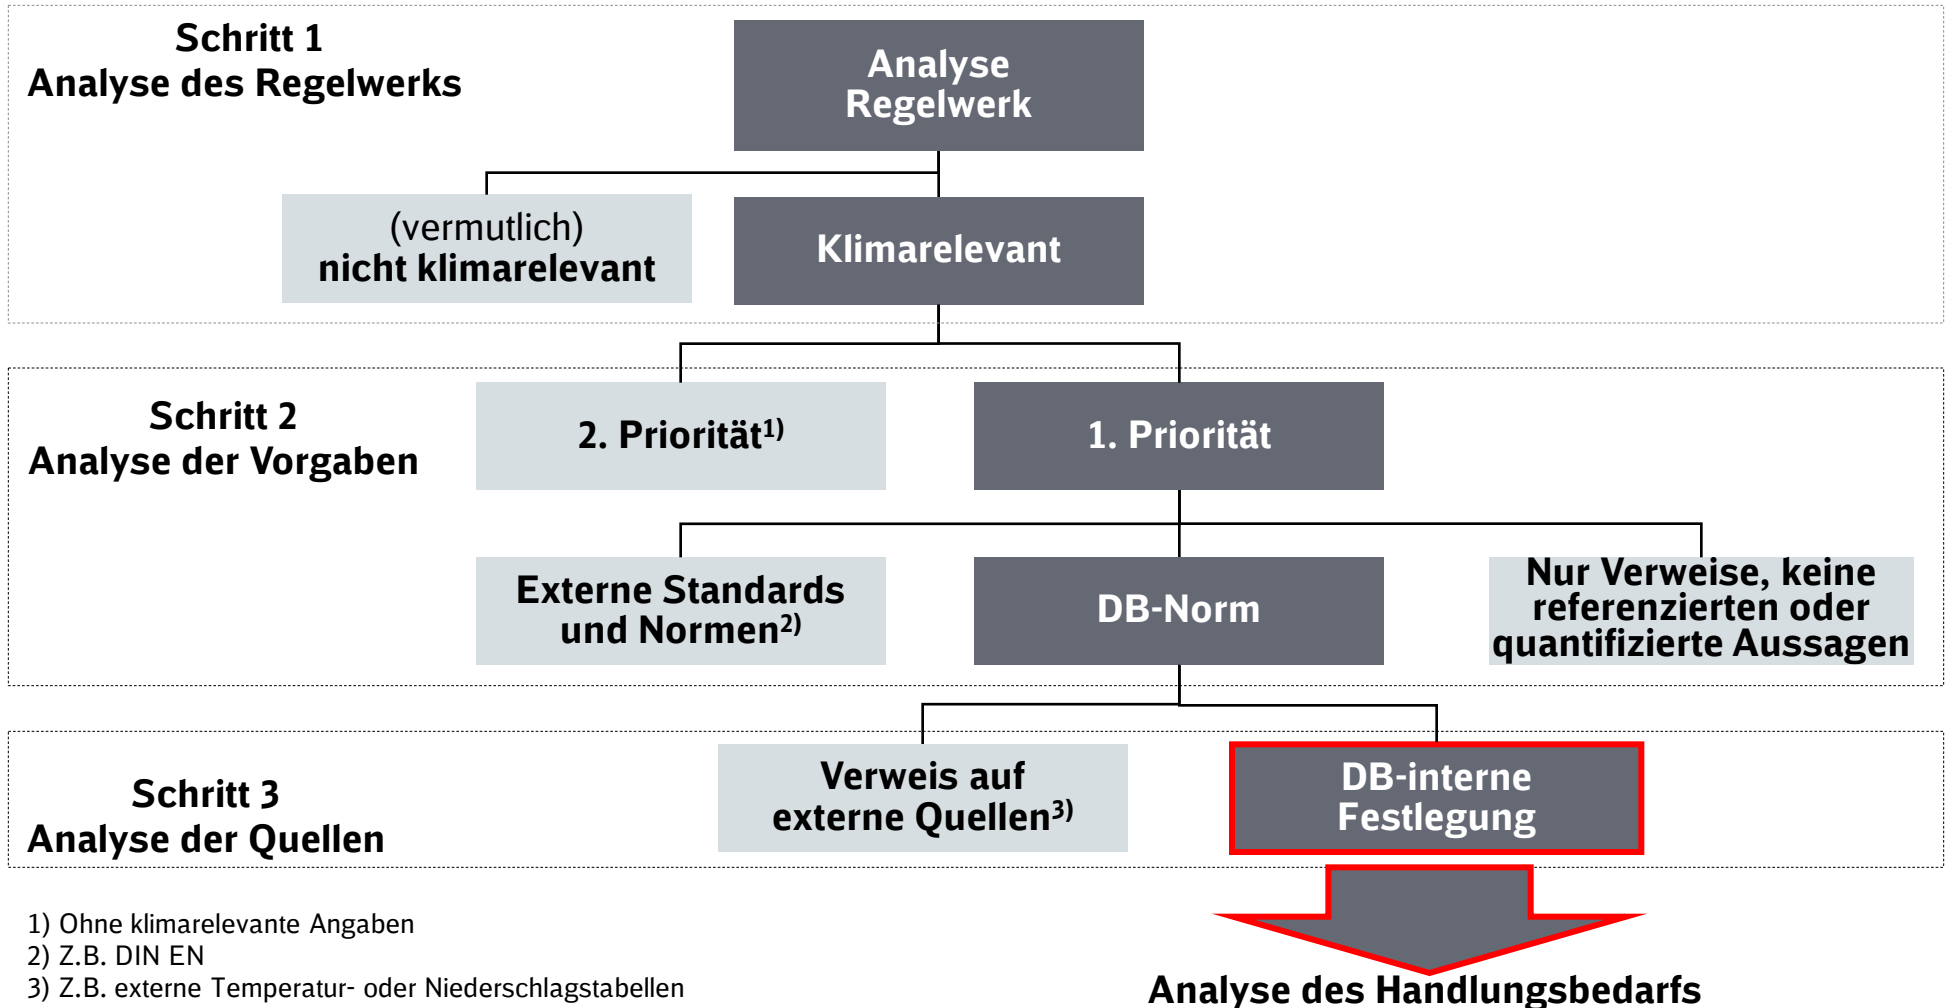 Schritt 1
Analyse des Regelwerks
Analyse
Regelwerk
(vermutlich)
nicht klimarelevant
Klimarelevant
Schritt 2
Analyse der Vorgaben
2. Priorität1)
1. Priorität
Externe Standards
und Normen2)
DB-Norm
Nur Verweise, keine
referenzierten oder
quantifizierte Aussagen
Schritt 3
Analyse der Quellen
Verweis auf
externe Quellen3)
DB-interne
Festlegung
1) Ohne klimarelevante Angaben
2) Z.B. DIN EN
3) Z.B. externe Temperatur- oder Niederschlagstabellen
Analyse des Handlungsbedarfs